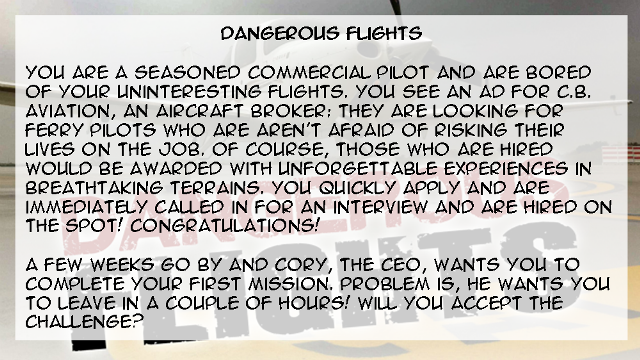 DANGEROUS FLIGHTS
YOU ARE A SEASONED COMMERCIAL PILOT AND ARE BORED
OF YOUR UNINTERESTING FLIGHTS. YOU SEE AN AD FOR C.B.
AVIATION, AN AIRCRAFT BROKER: THEY ARE LOOKING FOR
FERRY PILOTS WHO ARE AREN'T AFRAID OF RISKING THEIR
LIVES ON THE JOB. OF COURSE, THOSE WHO ARE HIRED
WOULD BE AWARDED WITH UNFORGETTABLE EXPERIENCES IN
BREATHTAKING TERRAINS. YOU QUICKLY APPLY AND ARE
IMMEDIATELY CALLED IN FOR AN INTERVIEW AND ARE HIRED ON
THE SPOT! CONGRATULATIONS!
A FEW WEEKS GO BY AND CORY, THE CEO, WANTS YOU TO
COMPLETE YOUR FIRST MISSION. PROBLEM IS, HE WANTS YOU
TO LEAVE IN A COUPLE OF HOURS! WILL YOU ACCEPT THE
CHALLENGE?
DANGEROUS
FLIGHTS